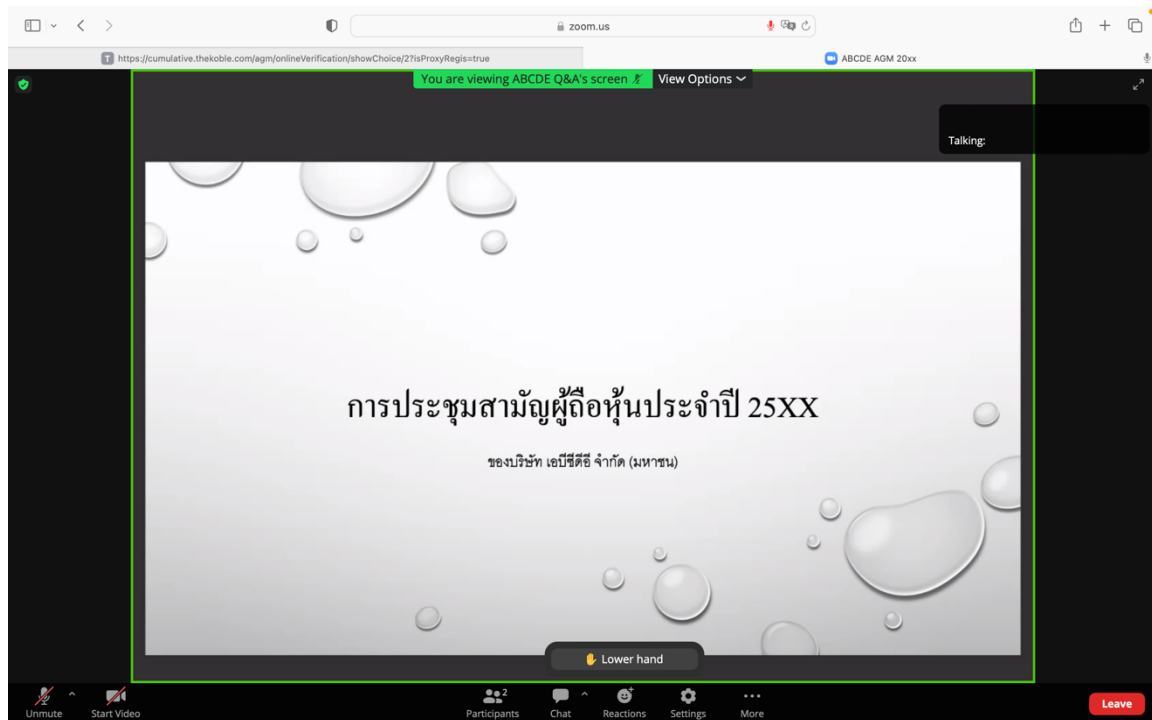 zoom.us
T https://cumulative.thekoble.com/agm/onlineVerification/showChoice/2?isProxyRegis=true
ABCDE AGM 20xx
You are viewing ABCDE Q&A's screen
View Options
Talking:
การประชุมสามัญผู้ถือหุ้นประจำปี 25XX
ของบริษัท เอบีซีดีอี จำกัด (มหาชน)
Lower hand
2
Unmute
Start Video
Participants
Chat
Reactions
Settings
More
Leave